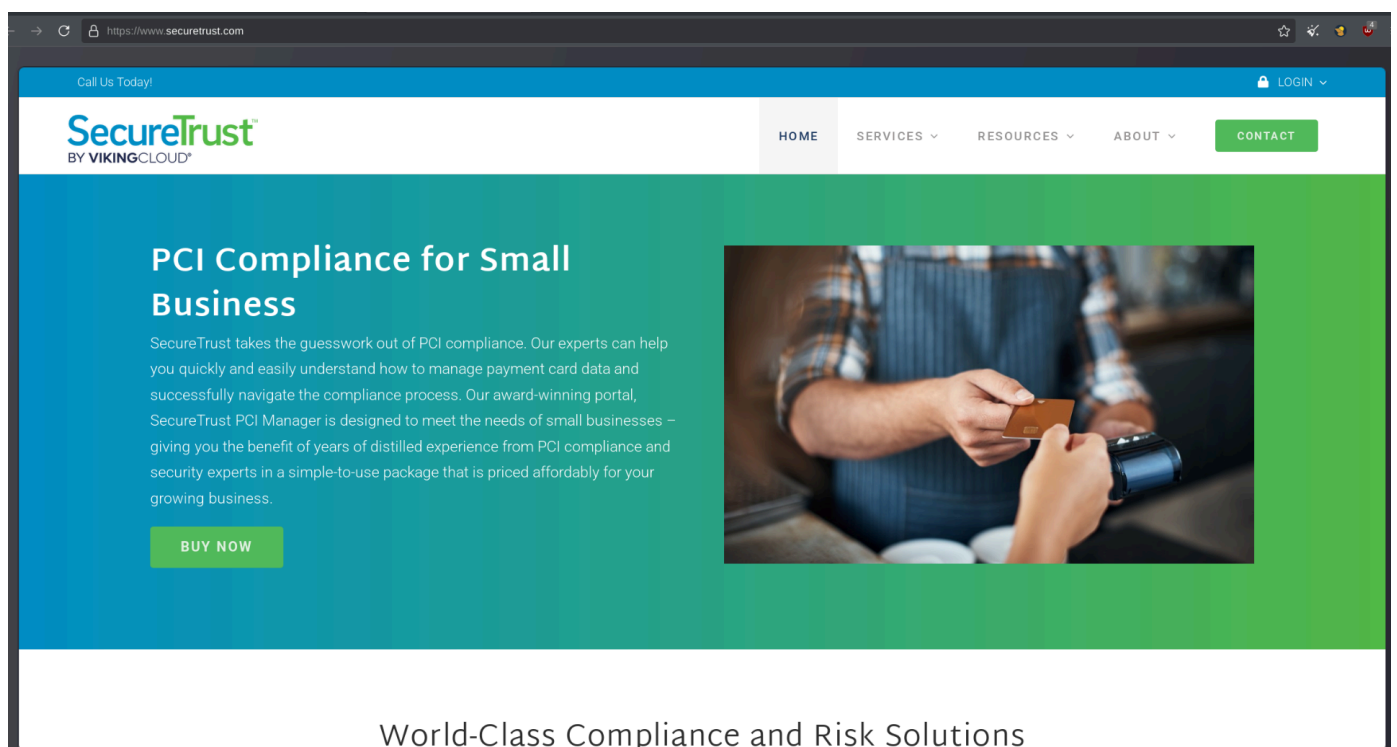 https://www.securetrust.com
4
Call Us Today!
LOGIN
SecureTrust™
BY VIKINGCLOUD®
HOME
SERVICES
RESOURCES
ABOUT
CONTACT
PCI Compliance for Small
Business
SecureTrust takes the guesswork out of PCI compliance. Our experts can help
you quickly and easily understand how to manage payment card data and
successfully navigate the compliance process. Our award-winning portal,
SecureTrust PCI Manager is designed to meet the needs of small businesses –
giving you the benefit of years of distilled experience from PCI compliance and
security experts in a simple-to-use package that is priced affordably for your
growing business.
BUY NOW
World-Class Compliance and Risk Solutions